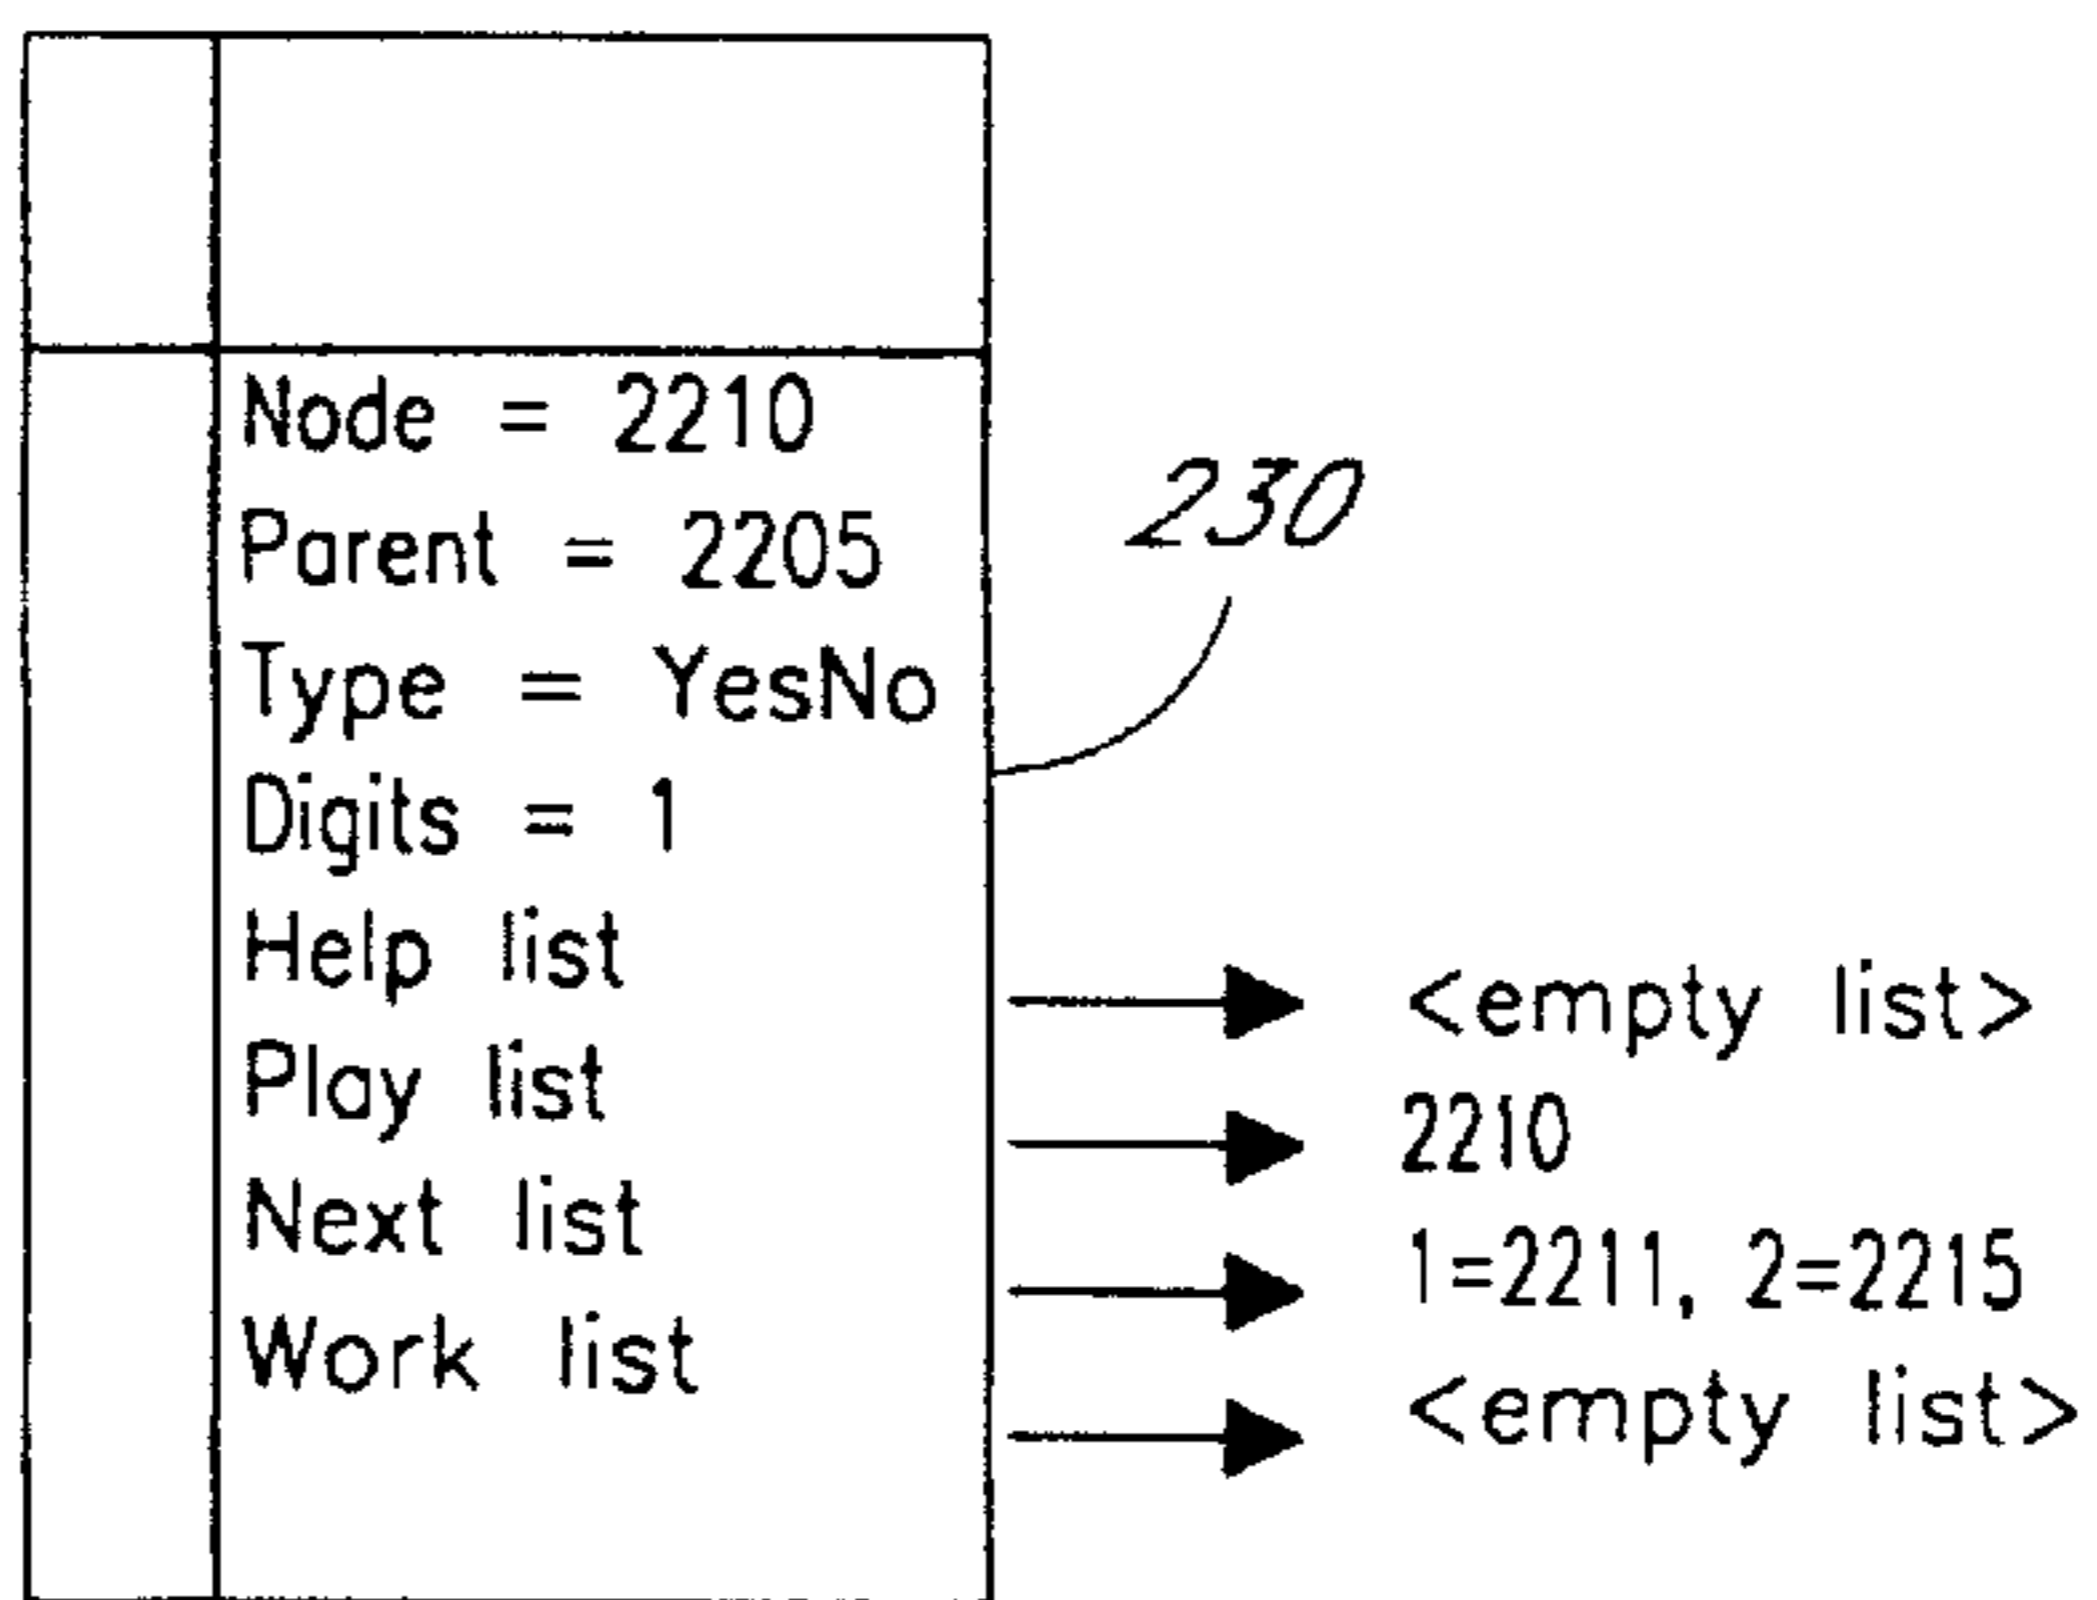 Node = 2210
Parent = 2205
230
Type = YesNo
Digits = 1
Help list
<empty list>
Play list
2210
Next list
1=2211, 2=2215
Work list
<empty list>